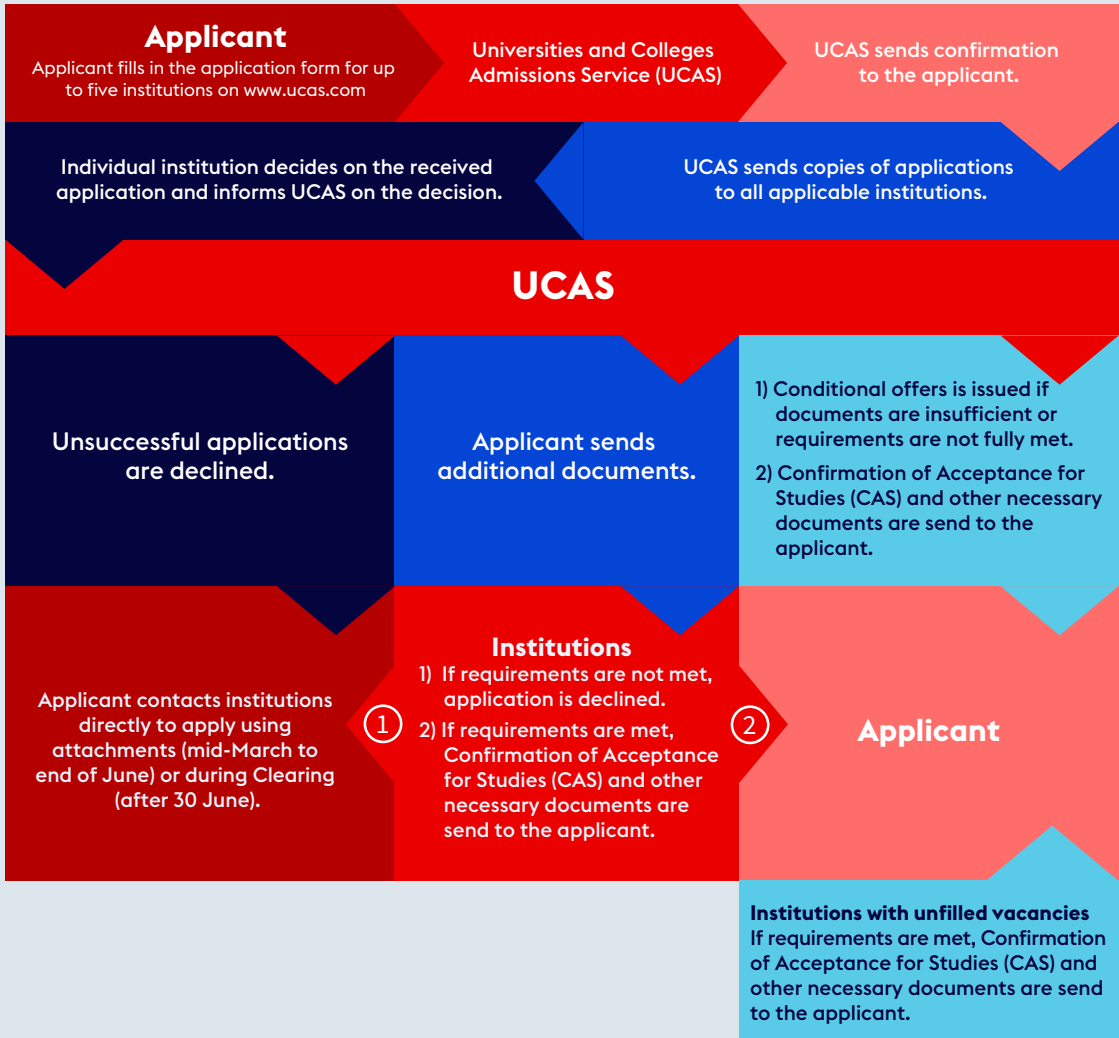 Applicant
Applicant fills in the application form for up
to five institutions on www.ucas.com
Universities and Colleges
Admissions Service (UCAS)
UCAS sends confirmation
to the applicant.
UCAS sends copies of applications
to all applicable institutions.
Individual institution decides on the received
application and informs UCAS on the decision.
UCAS
Unsuccessful applications
are declined.
Applicant sends
additional documents.
1) Conditional offers is issued if
documents are insufficient or
requirements are not fully met.
2) Confirmation of Acceptance for
Studies (CAS) and other necessary
documents are send to the
applicant.
Applicant contacts institutions
directly to apply using
attachments (mid-March to
end of June) or during Clearing
(after 30 June).
1
Institutions
1) If requirements are not met,
application is declined.
2) If requirements are met,
Confirmation of Acceptance
for Studies (CAS) and other
necessary documents are
send to the applicant.
2
Applicant
Institutions with unfilled vacancies
If requirements are met, Confirmation
of Acceptance for Studies (CAS) and
other necessary documents are send
to the applicant.